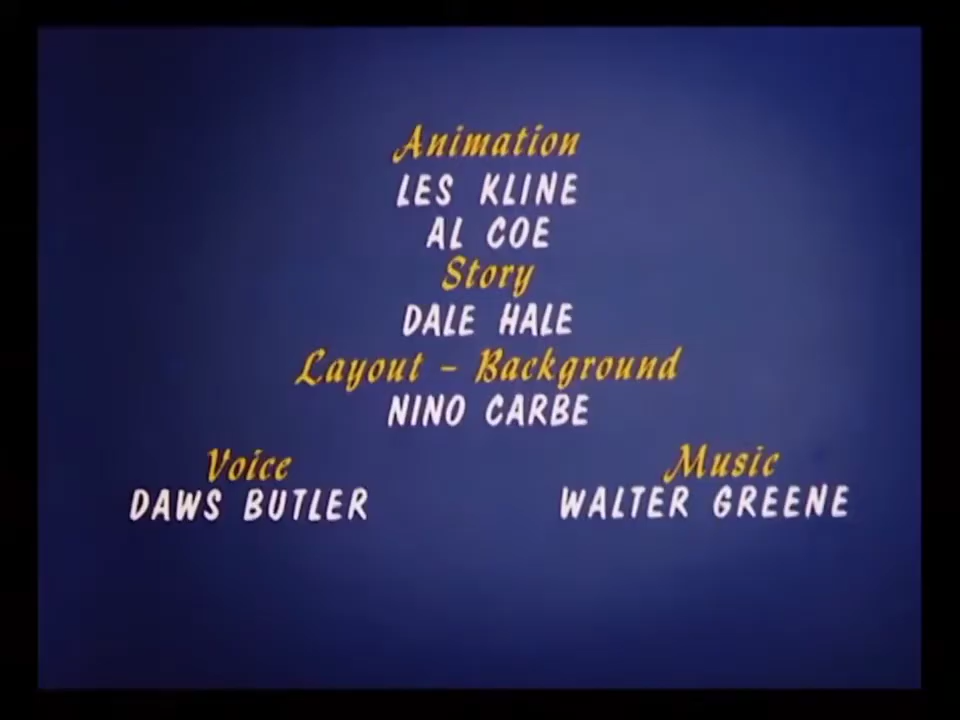 Animation
LES KLINE
AL COE
Story
DALE HALE
Layout – Background
NINO CARBE
Voice
DAWS BUTLER
Music
WALTER GREENE